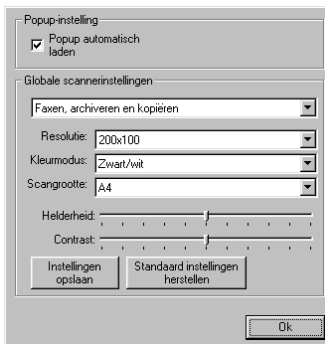 Popup-instelling
Popup automatisch
laden
Globale scannerinstellingen
Faxen, archiveren en kopiëren
Resolutie: 200x100
Kleurmodus: Zwart/wit
Scangrootte: A4
Helderheid:
Contrast:
Instellingen
opslaan
Standaard instellingen
herstellen
Ok